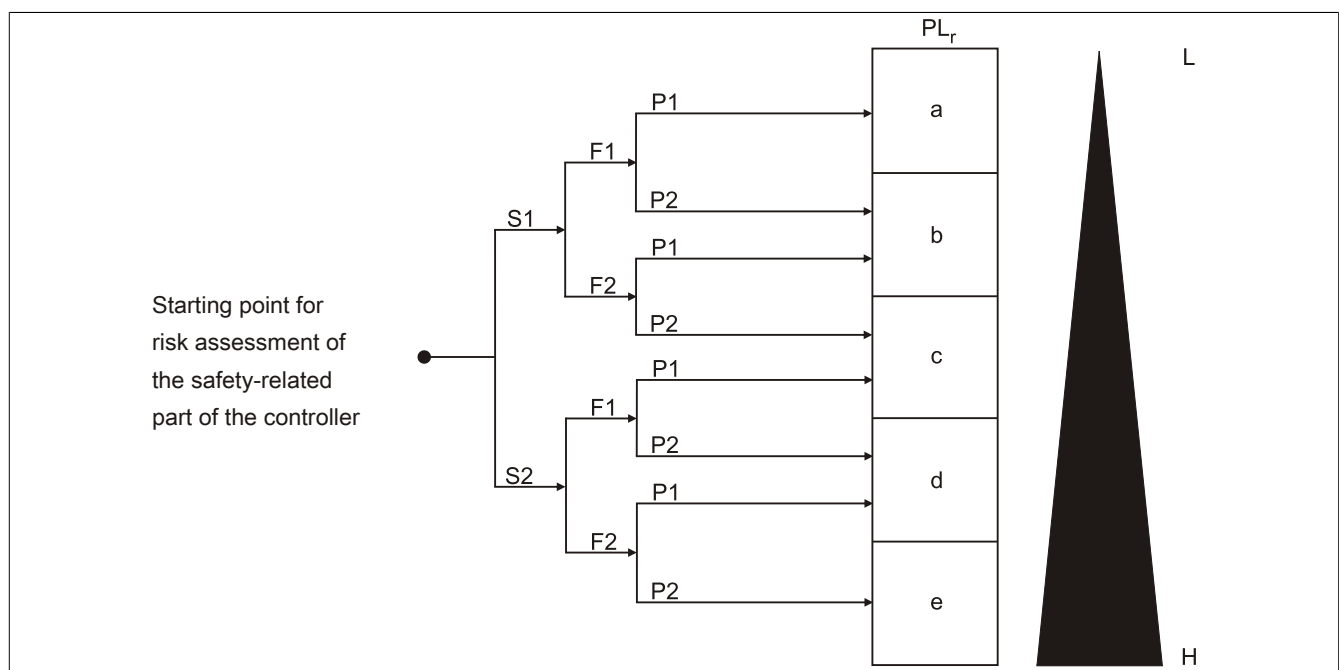 PLr
L
P1
a
F1
P2
S1
b
P1
F2
P2
Starting point for
risk assessment of
the safety-related
part of the controller
c
P1
F1
P2
S2
d
P1
F2
P2
e
H